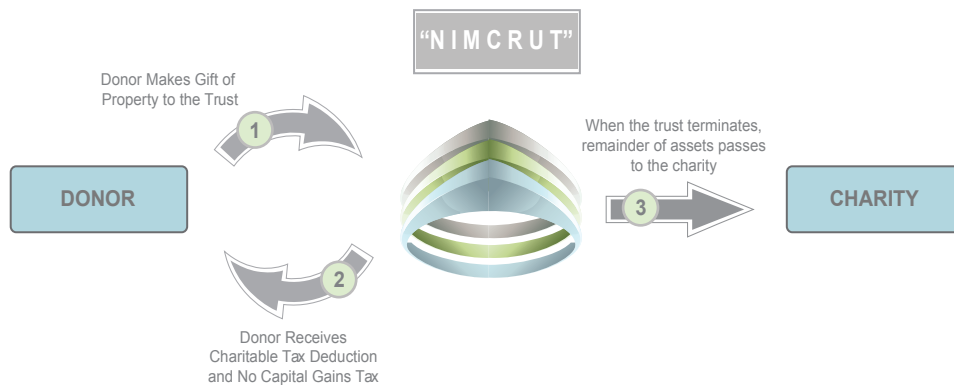 “NIMCRUT”
Donor Makes Gift of
Property to the Trust
1
DONOR
When the trust terminates,
remainder of assets passes
to the charity
3
CHARITY
2
Donor Receives
Charitable Tax Deduction
and No Capital Gains Tax